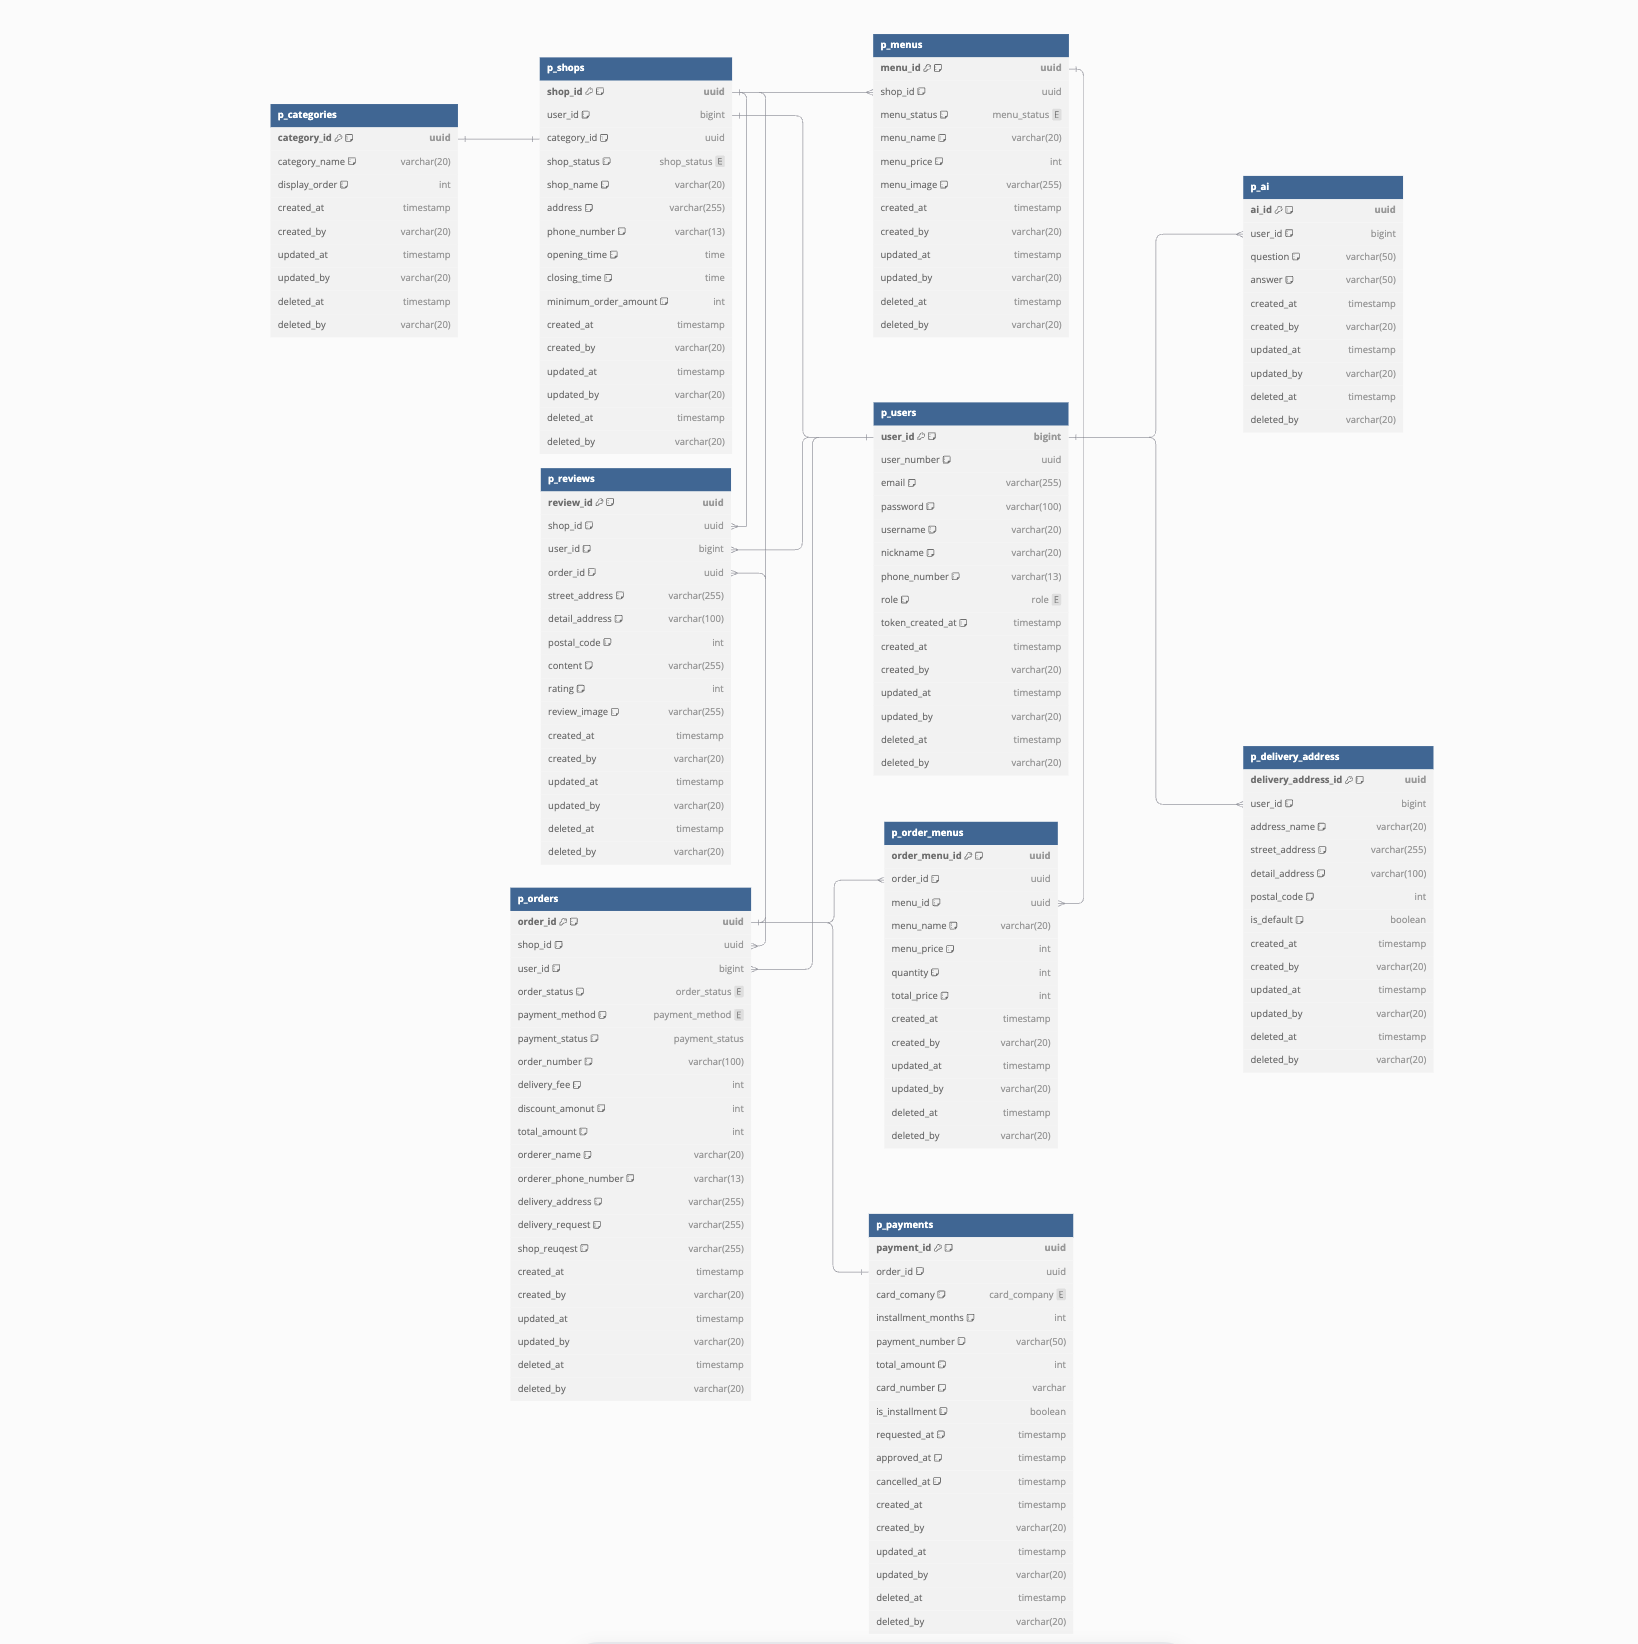 p_categories
category_id uuid
category_name varchar(20)
display_order int
created_at timestamp
created_by varchar(20)
updated_at timestamp
updated_by varchar(20)
deleted_at timestamp
deleted_by varchar(20)
p_shops
shop_id uuid
user_id bigint
category_id uuid
shop_status shop_status E
shop_name varchar(20)
address varchar(255)
phone_number varchar(13)
opening_time time
closing_time time
minimum_order_amount int
created_at timestamp
created_by varchar(20)
updated_at timestamp
updated_by varchar(20)
deleted_at timestamp
deleted_by varchar(20)
p_reviews
review_id uuid
shop_id uuid
user_id bigint
order_id uuid
street_address varchar(255)
detail_address varchar(100)
postal_code int
content varchar(255)
rating int
review_image varchar(255)
created_at timestamp
created_by varchar(20)
updated_at timestamp
updated_by varchar(20)
deleted_at timestamp
deleted_by varchar(20)
p_orders
order_id uuid
shop_id uuid
user_id bigint
order_status order_status E
payment_method payment_method E
payment_status payment_status
order_number varchar(100)
delivery_fee int
discount_amonut int
total_amount int
orderer_name varchar(20)
orderer_phone_number varchar(13)
delivery_address varchar(255)
delivery_request varchar(255)
shop_reuqest varchar(255)
created_at timestamp
created_by varchar(20)
updated_at timestamp
updated_by varchar(20)
deleted_at timestamp
deleted_by varchar(20)
p_menus
menu_id uuid
shop_id uuid
menu_status menu_status E
menu_name varchar(20)
menu_price int
menu_image varchar(255)
created_at timestamp
created_by varchar(20)
updated_at timestamp
updated_by varchar(20)
deleted_at timestamp
deleted_by varchar(20)
p_users
user_id bigint
user_number uuid
email varchar(255)
password varchar(100)
username varchar(20)
nickname varchar(20)
phone_number varchar(13)
role role E
token_created_at timestamp
created_at timestamp
created_by varchar(20)
updated_at timestamp
updated_by varchar(20)
deleted_at timestamp
deleted_by varchar(20)
p_order_menus
order_menu_id uuid
order_id uuid
menu_id uuid
menu_name varchar(20)
menu_price int
quantity int
total_price int
created_at timestamp
created_by varchar(20)
updated_at timestamp
updated_by varchar(20)
deleted_at timestamp
deleted_by varchar(20)
p_payments
payment_id uuid
order_id uuid
card_comany card_company E
installment_months int
payment_number varchar(50)
total_amount int
card_number varchar
is_installment boolean
requested_at timestamp
approved_at timestamp
cancelled_at timestamp
created_at timestamp
created_by varchar(20)
updated_at timestamp
updated_by varchar(20)
deleted_at timestamp
deleted_by varchar(20)
p_ai
ai_id uuid
user_id bigint
question varchar(50)
answer varchar(50)
created_at timestamp
created_by varchar(20)
updated_at timestamp
updated_by varchar(20)
deleted_at timestamp
deleted_by varchar(20)
p_delivery_address
delivery_address_id uuid
user_id bigint
address_name varchar(20)
street_address varchar(255)
detail_address varchar(100)
postal_code int
is_default boolean
created_at timestamp
created_by varchar(20)
updated_at timestamp
updated_by varchar(20)
deleted_at timestamp
deleted_by varchar(20)